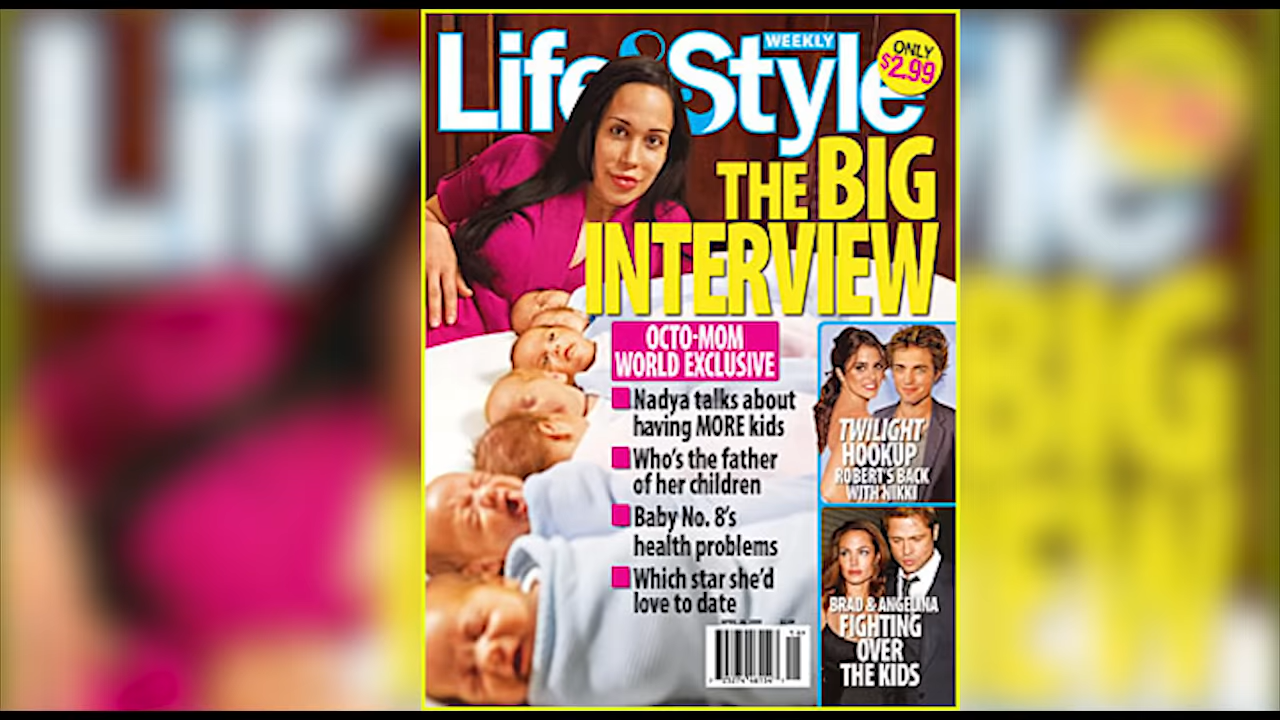 Life&Style
WEEKLY
ONLY
$2.99
THE BIG
INTERVIEW
OCTO-MOM
WORLD EXCLUSIVE
Nadya talks about
having MORE kids
Who's the father
of her children
Baby No. 8's
health problems
Which star she'd
love to date
TWILIGHT
HOOKUP
ROBERT'S BACK
WITH NIKKI
BRAD & ANGELINA
FIGHTING
OVER
THE KIDS